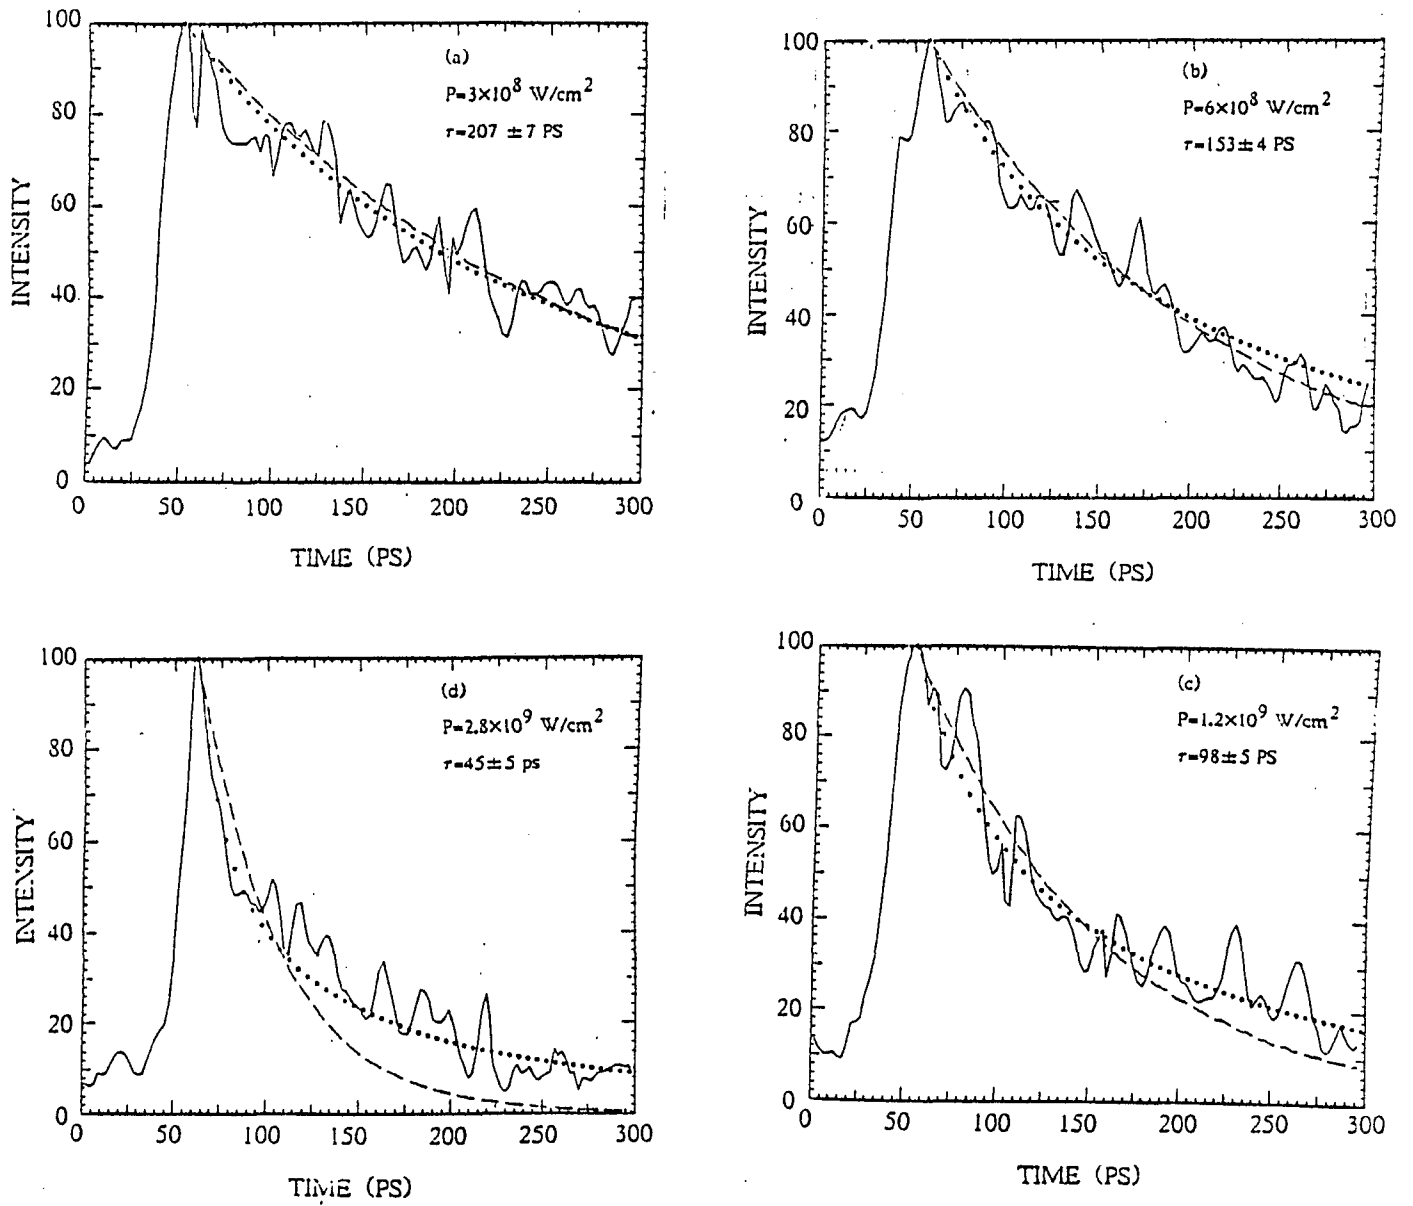 100
80
60
40
20
0
INTENSITY
(a)
P=3×10⁸ W/cm²
τ=207 ±7 PS
0 50 100 150 200 250 300
TIME (PS)
100
80
60
40
20
0
INTENSITY
(b)
P=6×10⁸ W/cm²
τ=153±4 PS
0 50 100 150 200 250 300
TIME (PS)
100
80
60
40
20
0
INTENSITY
(d)
P=2.8×10⁹ W/cm²
τ=45±5 ps
0 50 100 150 200 250 300
TIME (PS)
100
80
60
40
20
0
INTENSITY
(c)
P=1.2×10⁹ W/cm²
τ=98±5 PS
0 50 100 150 200 250 300
TIME (PS)